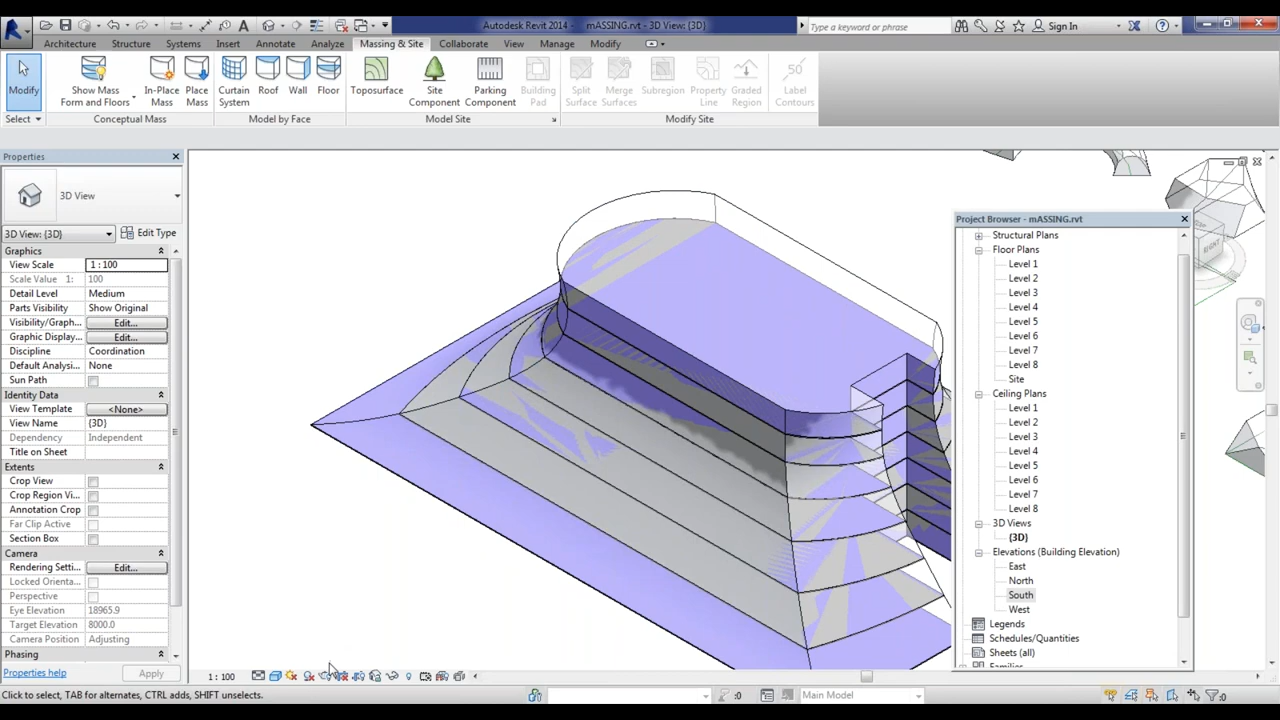 Autodesk Revit 2014 - mASSING.rvt - 3D View: {3D}
Type a keyword or phrase
Sign In
Architecture Structure Systems Insert Annotate Analyze Massing & Site Collaborate View Manage Modify
Modify
Show Mass Form and Floors
In-Place Mass
Place Mass
Curtain System
Roof
Wall
Floor
Toposurface
Site Component
Parking Component
Building Pad
Split Surface
Merge Surfaces
Subregion
Property Line
Graded Region
50
Label Contours
Select
Conceptual Mass
Model by Face
Model Site
Modify Site
Properties
3D View
3D View: {3D}
Edit Type
Graphics
View Scale 1 : 100
Scale Value 1: 100
Detail Level Medium
Parts Visibility Show Original
Visibility/Graph... Edit...
Graphic Display... Edit...
Discipline Coordination
Default Analysi... None
Sun Path
Identity Data
View Template <None>
View Name {3D}
Dependency Independent
Title on Sheet
Extents
Crop View
Crop Region Vi...
Annotation Crop
Far Clip Active
Section Box
Camera
Rendering Setti... Edit...
Locked Orienta...
Perspective
Eye Elevation 18965.9
Target Elevation 8000.0
Camera Position Adjusting
Phasing
Properties help
Apply
Project Browser - mASSING.rvt
Structural Plans
Floor Plans
Level 1
Level 2
Level 3
Level 4
Level 5
Level 6
Level 7
Level 8
Site
Ceiling Plans
Level 1
Level 2
Level 3
Level 4
Level 5
Level 6
Level 7
Level 8
3D Views
{3D}
Elevations (Building Elevation)
East
North
South
West
Legends
Schedules/Quantities
Sheets (all)
Families
RIGHT
1 : 100
Click to select, TAB for alternates, CTRL adds, SHIFT unselects.
:0
Main Model
:0